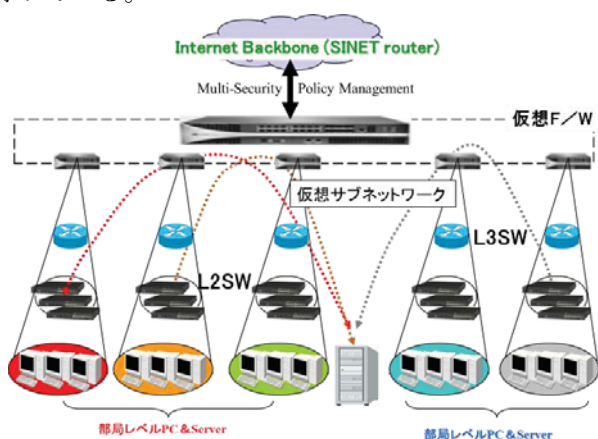 Internet Backbone (SINET router)
Multi-Security Policy Management
仮想F/W
仮想サブネットワーク
L3SW
L2SW
部局レベルPC&Server
部局レベルPC&Server